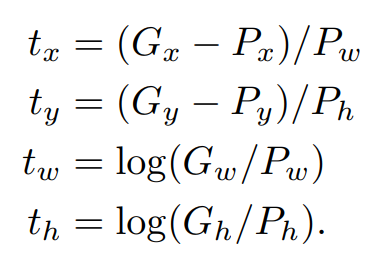 t_x = (G_x − P_x)/P_w
t_y = (G_y − P_y)/P_h
t_w = log(G_w/P_w)
t_h = log(G_h/P_h).